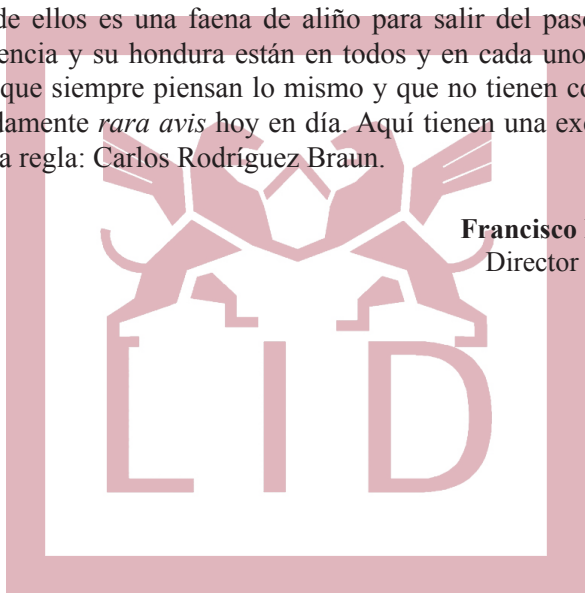 de ellos es una faena de aliño para salir del paso
encia y su hondura están en todos y en cada uno
que siempre piensan lo mismo y que no tienen co
damente rara avis hoy en día. Aquí tienen una exc
a regla: Carlos Rodríguez Braun.
Francisco
Director
LID